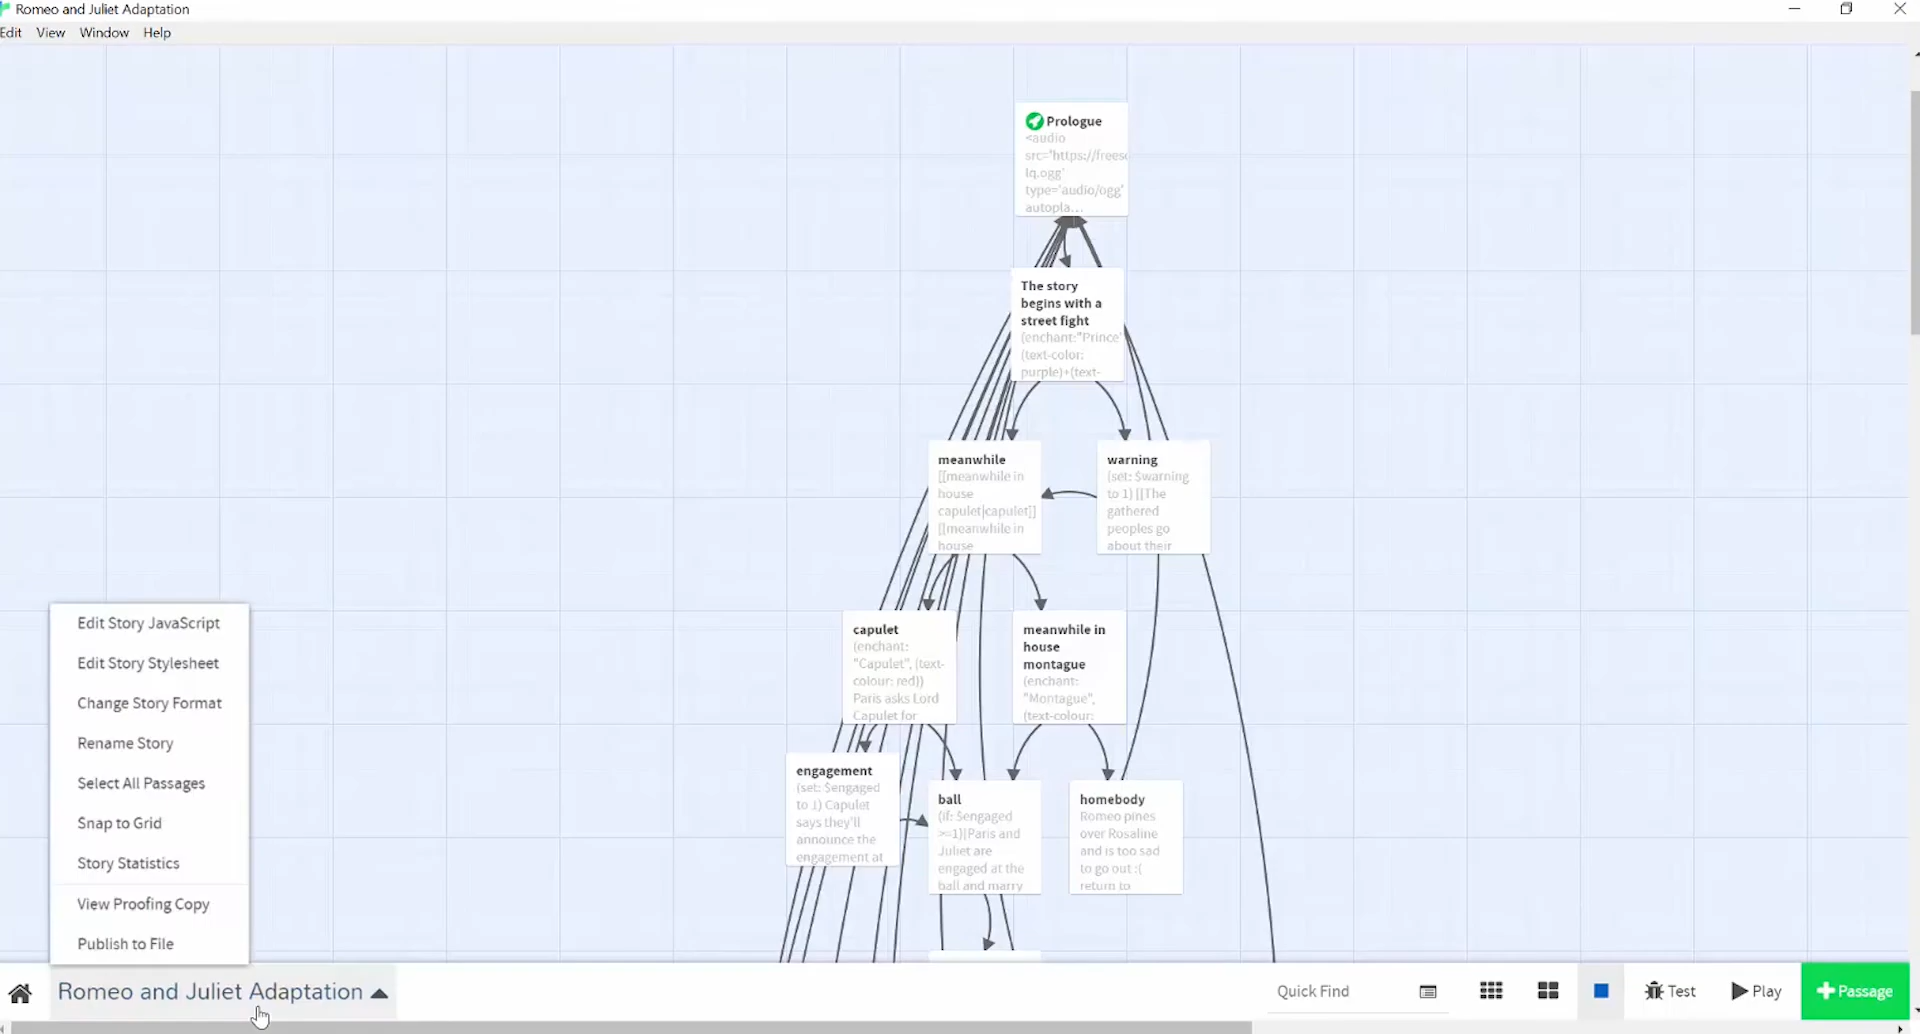 Romeo and Juliet Adaptation
Edit View Window Help
Prologue
<audio
src='https://freeso
lq.ogg'
type='audio/ogg'
autopla...
The story
begins with a
street fight
(enchant:"Prince"
(text-color:
purple)+(text-
meanwhile
[[meanwhile in
house
capulet|capulet]]
[[meanwhile in
house
warning
(set: $warning
to 1) [[The
gathered
peoples go
about their
capulet
(enchant:
"Capulet", (text-
colour: red))
Paris asks Lord
Capulet for
meanwhile in
house
montague
(enchant:
"Montague",
(text-colour:
engagement
(set: $engaged
to 1) Capulet
says they'll
announce the
engagement at
ball
(if: $engaged
>=1)[Paris and
Juliet are
engaged at the
ball and marry
homebody
Romeo pines
over Rosaline
and is too sad
to go out :(
return to
Edit Story JavaScript
Edit Story Stylesheet
Change Story Format
Rename Story
Select All Passages
Snap to Grid
Story Statistics
View Proofing Copy
Publish to File
Romeo and Juliet Adaptation
Quick Find
Test
Play
+Passage